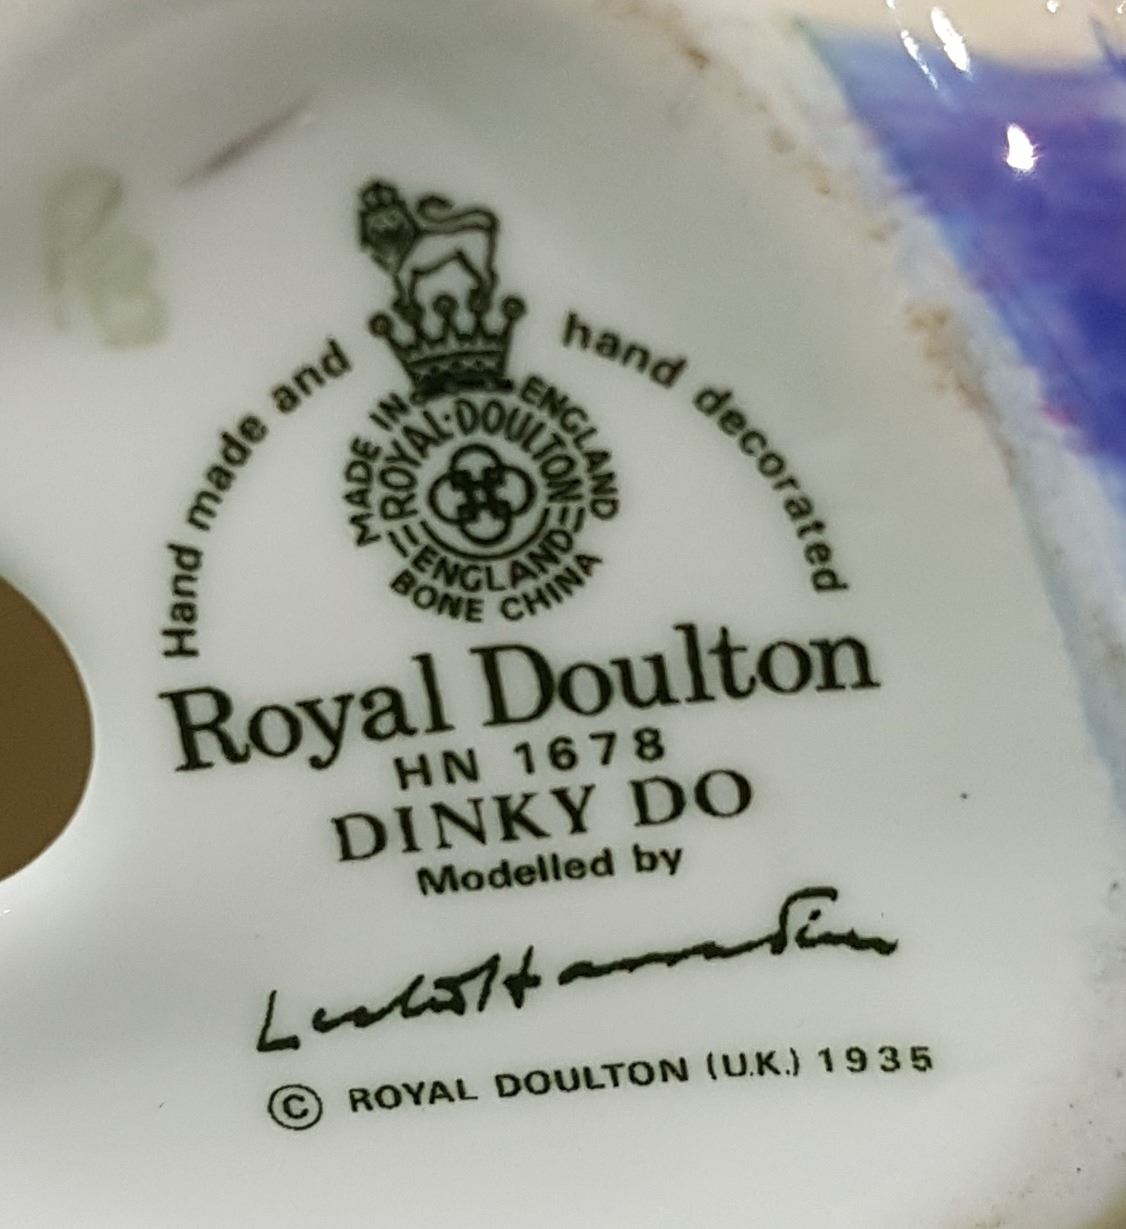 Hand made and hand decorated
MADE IN ENGLAND
ROYAL·DOULTON
ENGLAND
BONE CHINA
Royal Doulton
HN 1678
DINKY DO
Modelled by
© ROYAL DOULTON (U.K.) 1935